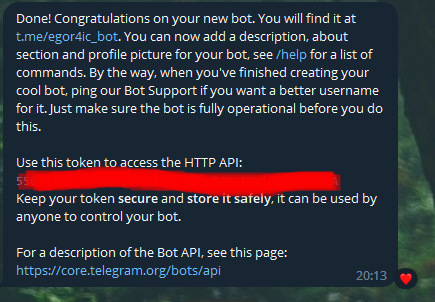 Done! Congratulations on your new bot. You will find it at
t.me/egor4ic_bot. You can now add a description, about
section and profile picture for your bot, see /help for a list of
commands. By the way, when you've finished creating your
cool bot, ping our Bot Support if you want a better username
for it. Just make sure the bot is fully operational before you do
this.

Use this token to access the HTTP API:
Keep your token secure and store it safely, it can be used by
anyone to control your bot.

For a description of the Bot API, see this page:
https://core.telegram.org/bots/api
20:13